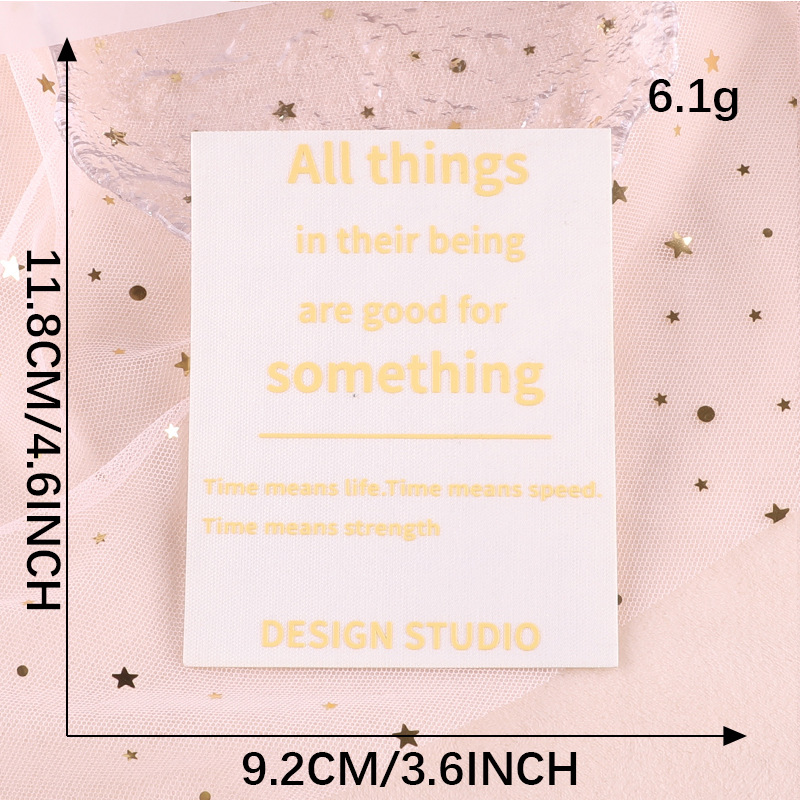 6.1g
All things
in their being
are good for
something
Time means life.Time means speed.
Time means strength
DESIGN STUDIO
11.8CM/4.6INCH
9.2CM/3.6INCH